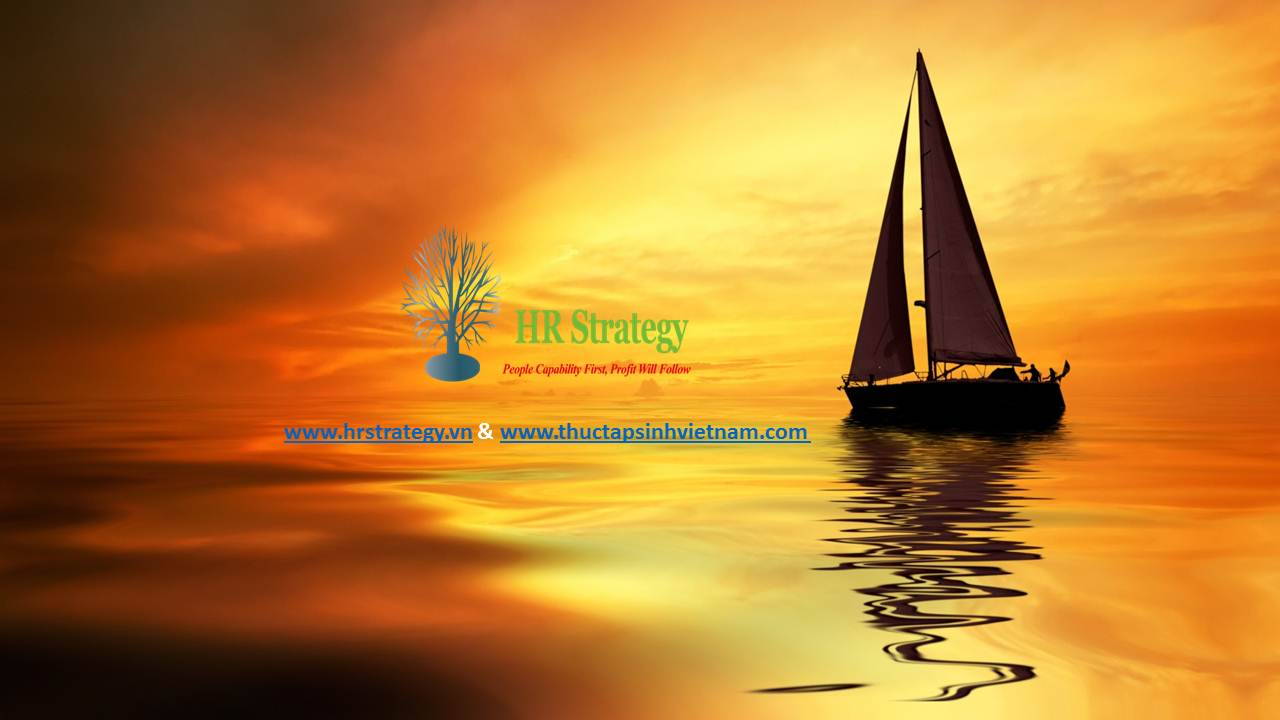 HR Strategy
People Capability First, Profit Will Follow
www.hrstrategy.vn & www.thuctapsinhvietnam.com